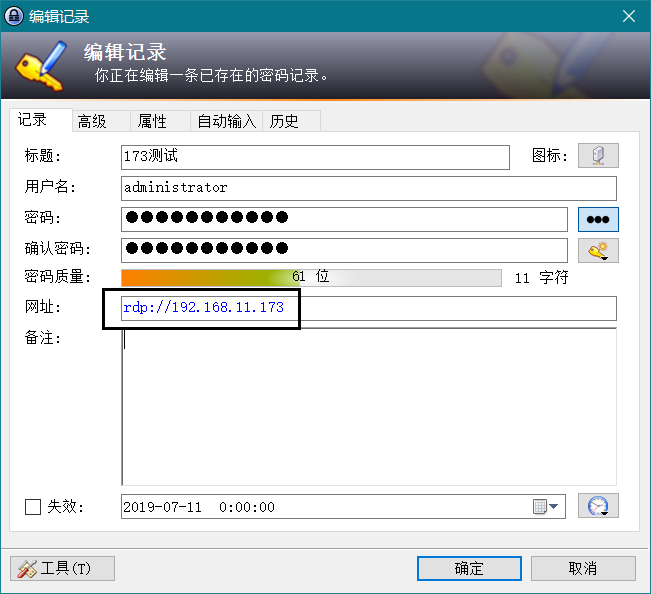 编辑记录
编辑记录
你正在编辑一条已存在的密码记录。
记录 高级 属性 自动输入 历史
标题: 173测试 图标:
用户名: administrator
密码: ●●●●●●●●●●● ●●●
确认密码: ●●●●●●●●●●●
密码质量: 61 位 11 字符
网址: rdp://192.168.11.173
备注:
失效: 2019-07-11 0:00:00
工具(T) 确定 取消